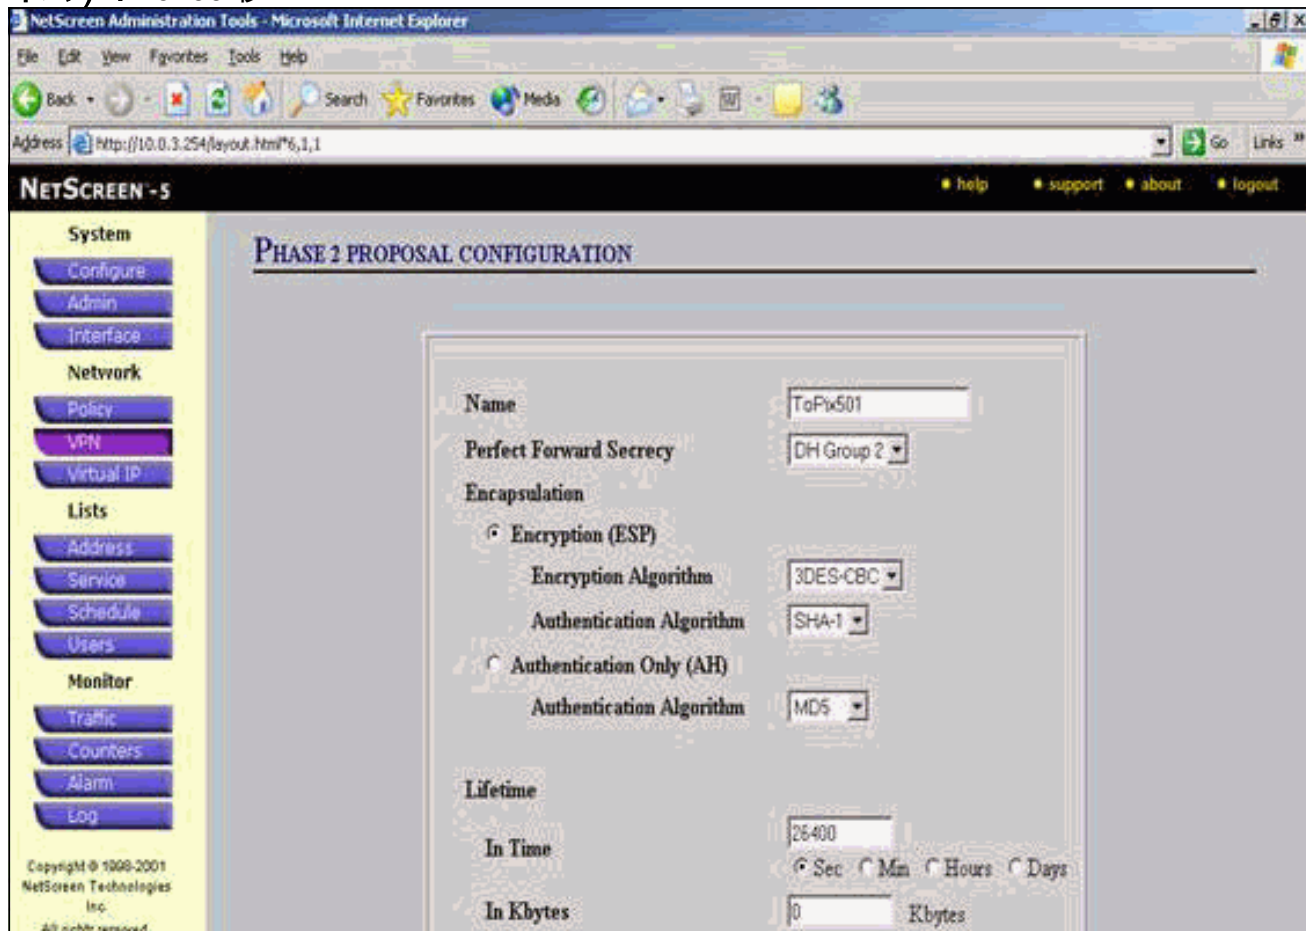 NetScreen Administration Tools - Microsoft Internet Explorer
File Edit View Favorites Tools Help
Back Search Favorites Media
Address http://10.0.3.254/layout.html*6,1,1 Go Links »
NETSCREEN-5 help support about logout
System
Configure
Admin
Interface
Network
Policy
VPN
Virtual IP
Lists
Address
Service
Schedule
Users
Monitor
Traffic
Counters
Alarm
Log
Copyright © 1998-2001
NetScreen Technologies
Inc.
All rights reserved
PHASE 2 PROPOSAL CONFIGURATION
Name ToPix501
Perfect Forward Secrecy DH Group 2
Encapsulation
Encryption (ESP)
Encryption Algorithm 3DES-CBC
Authentication Algorithm SHA-1
Authentication Only (AH)
Authentication Algorithm MD5
Lifetime
In Time 26400
Sec Min Hours Days
In Kbytes 0 Kbytes